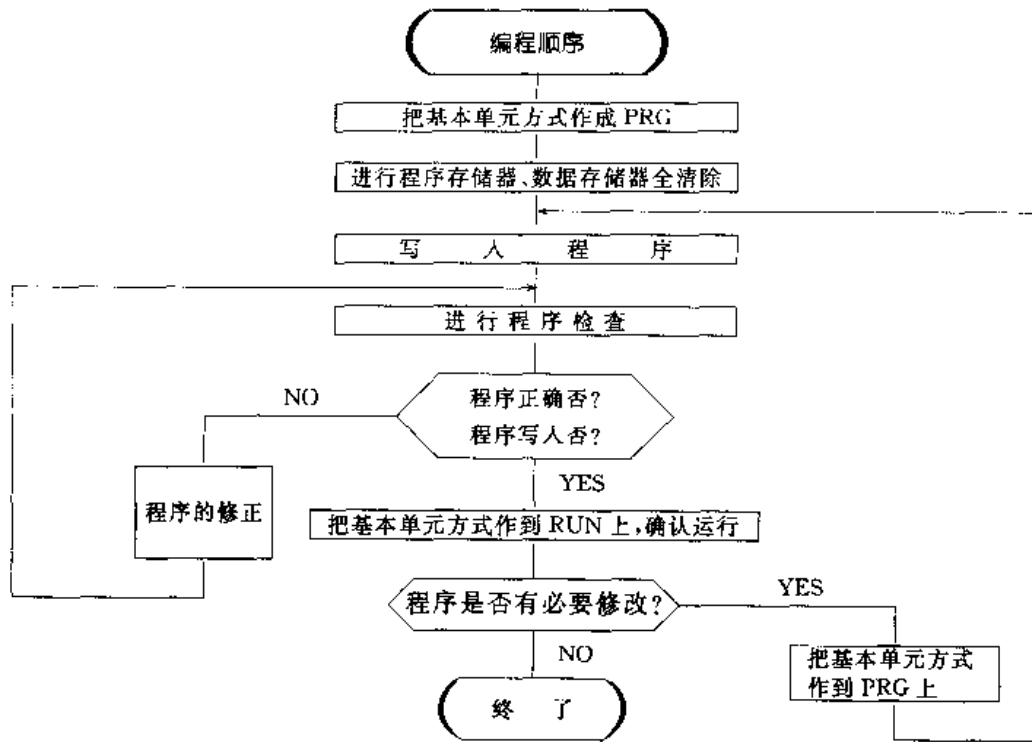 编程顺序
把基本单元方式作成 PRG
进行程序存储器、数据存储器全清除
写入程序
进行程序检查
程序正确否?
程序写入否?
NO
YES
程序的修正
把基本单元方式作到 RUN 上,确认运行
程序是否有必要修改?
YES
NO
把基本单元方式
作到 PRG 上
终了